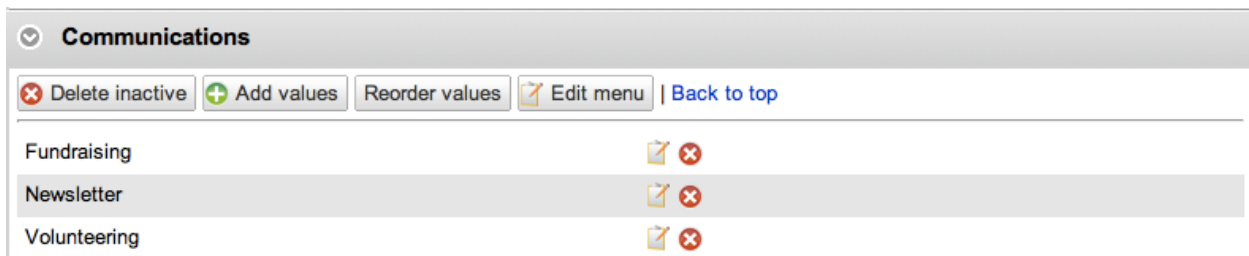 Communications
Delete inactive Add values Reorder values Edit menu | Back to top
Fundraising
Newsletter
Volunteering